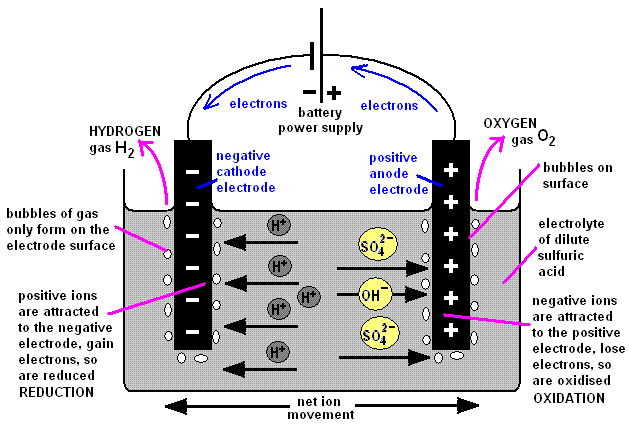 electrons
− +
electrons
battery
power supply
HYDROGEN
gas H₂
OXYGEN
gas O₂
negative
cathode
electrode
positive
anode
electrode
bubbles on
surface
bubbles of gas
only form on the
electrode surface
electrolyte
of dilute
sulfuric
acid
positive ions
are attracted
to the negative
electrode, gain
electrons, so
are reduced
REDUCTION
negative ions
are attracted
to the positive
electrode, lose
electrons, so
are oxidised
OXIDATION
−
−
−
−
−
−
H⁺
H⁺
H⁺
H⁺
H⁺
SO₄²⁻
OH⁻
SO₄²⁻
+
+
+
+
+
+
net ion
movement